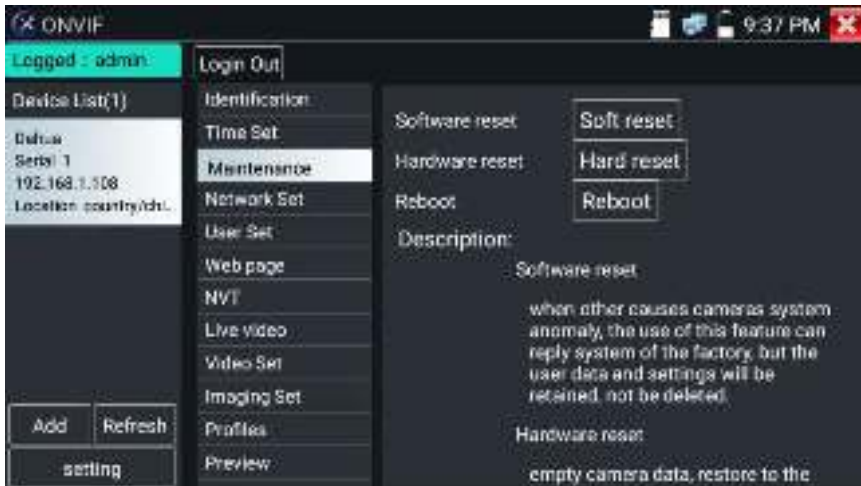 ONVIF
9:37 PM
Logged : admin
Login Out
Device List(1)
Dahua
Serial 1
192.168.1.108
Location country/chi..
Add
Refresh
setting
Identification
Time Set
Maintenance
Network Set
User Set
Web page
NVT
Live video
Video Set
Imaging Set
Profiles
Preview
Software reset
Soft reset
Hardware reset
Hard reset
Reboot
Reboot
Description:
Software reset
when other causes cameras system
anomaly, the use of this feature can
reply system of the factory, but the
user data and settings will be
retained, not be deleted.
Hardware reset
empty camera data, restore to the